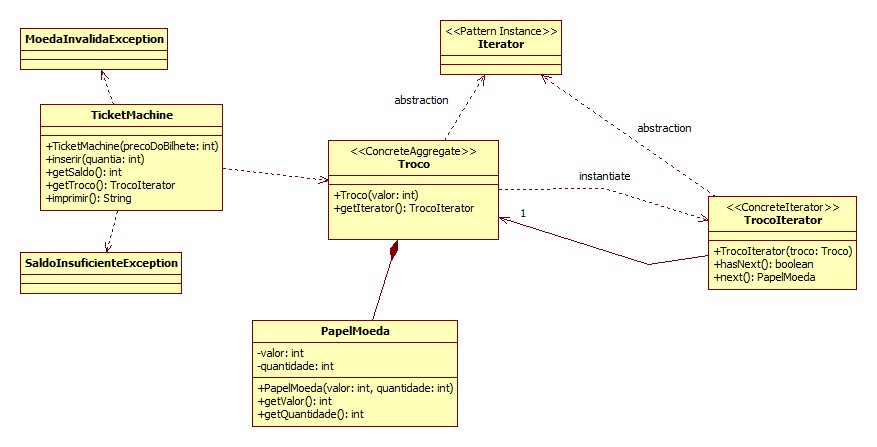 MoedaInvalidaException
<<Pattern Instance>>
Iterator
TicketMachine
+TicketMachine(precoDoBilhete: int)
+inserir(quantia: int)
+getSaldo(): int
+getTroco(): TrocoIterator
+imprimir(): String
abstraction
abstraction
<<ConcreteAggregate>>
Troco
+Troco(valor: int)
+getIterator(): TrocoIterator
instantiate
1
<<ConcreteIterator>>
TrocoIterator
+TrocoIterator(troco: Troco)
+hasNext(): boolean
+next(): PapelMoeda
SaldoInsuficienteException
PapelMoeda
-valor: int
-quantidade: int
+PapelMoeda(valor: int, quantidade: int)
+getValor(): int
+getQuantidade(): int